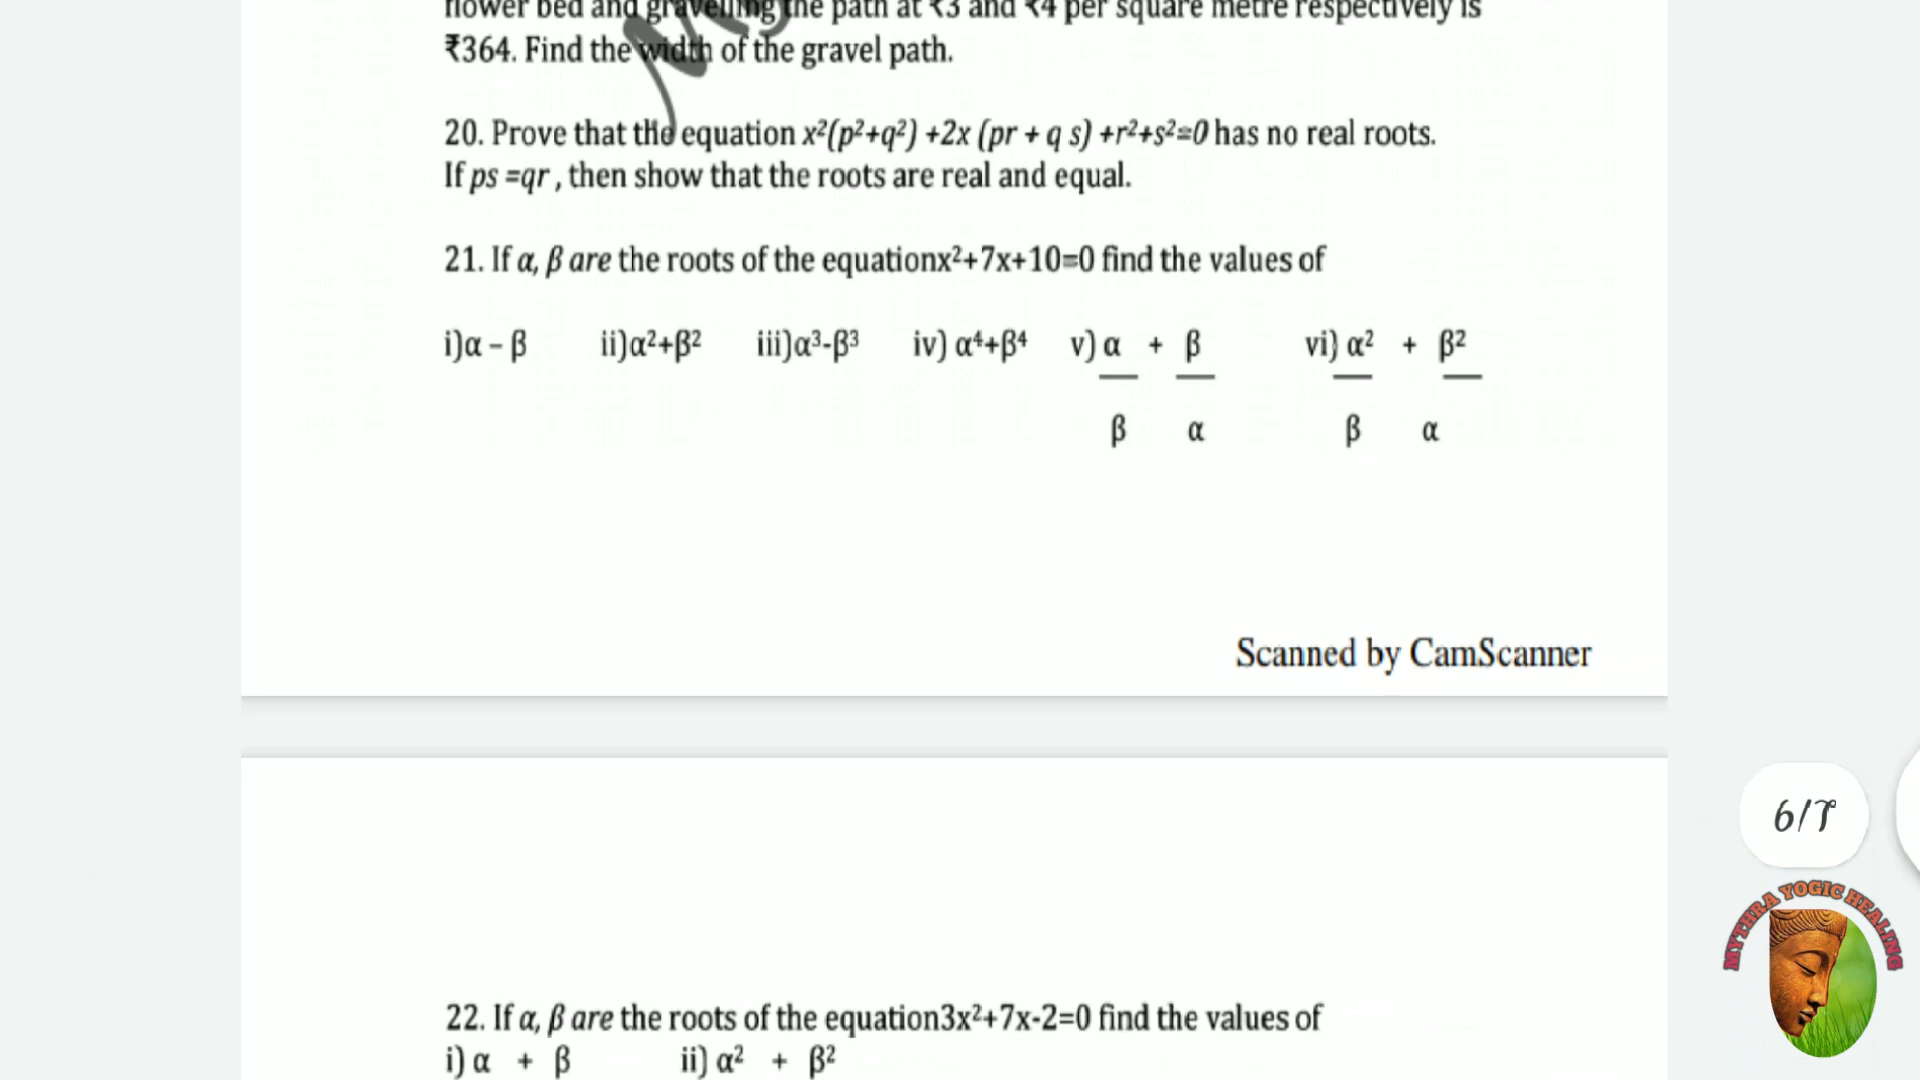 flower bed and gravelling the path at ₹3 and ₹4 per square metre respectively is
₹364. Find the width of the gravel path.
20. Prove that the equation x²(p²+q²) +2x (pr + q s) +r²+s²=0 has no real roots.
If ps =qr , then show that the roots are real and equal.
21. If α, β are the roots of the equationx²+7x+10=0 find the values of
i)α – β ii)α²+β² iii)α³-β³ iv) α⁴+β⁴ v) α + β vi) α² + β²
β α β α
Scanned by CamScanner
6/
MYTHRA YOGIC HEALING
22. If α, β are the roots of the equation3x²+7x-2=0 find the values of
i) α + β ii) α² + β²